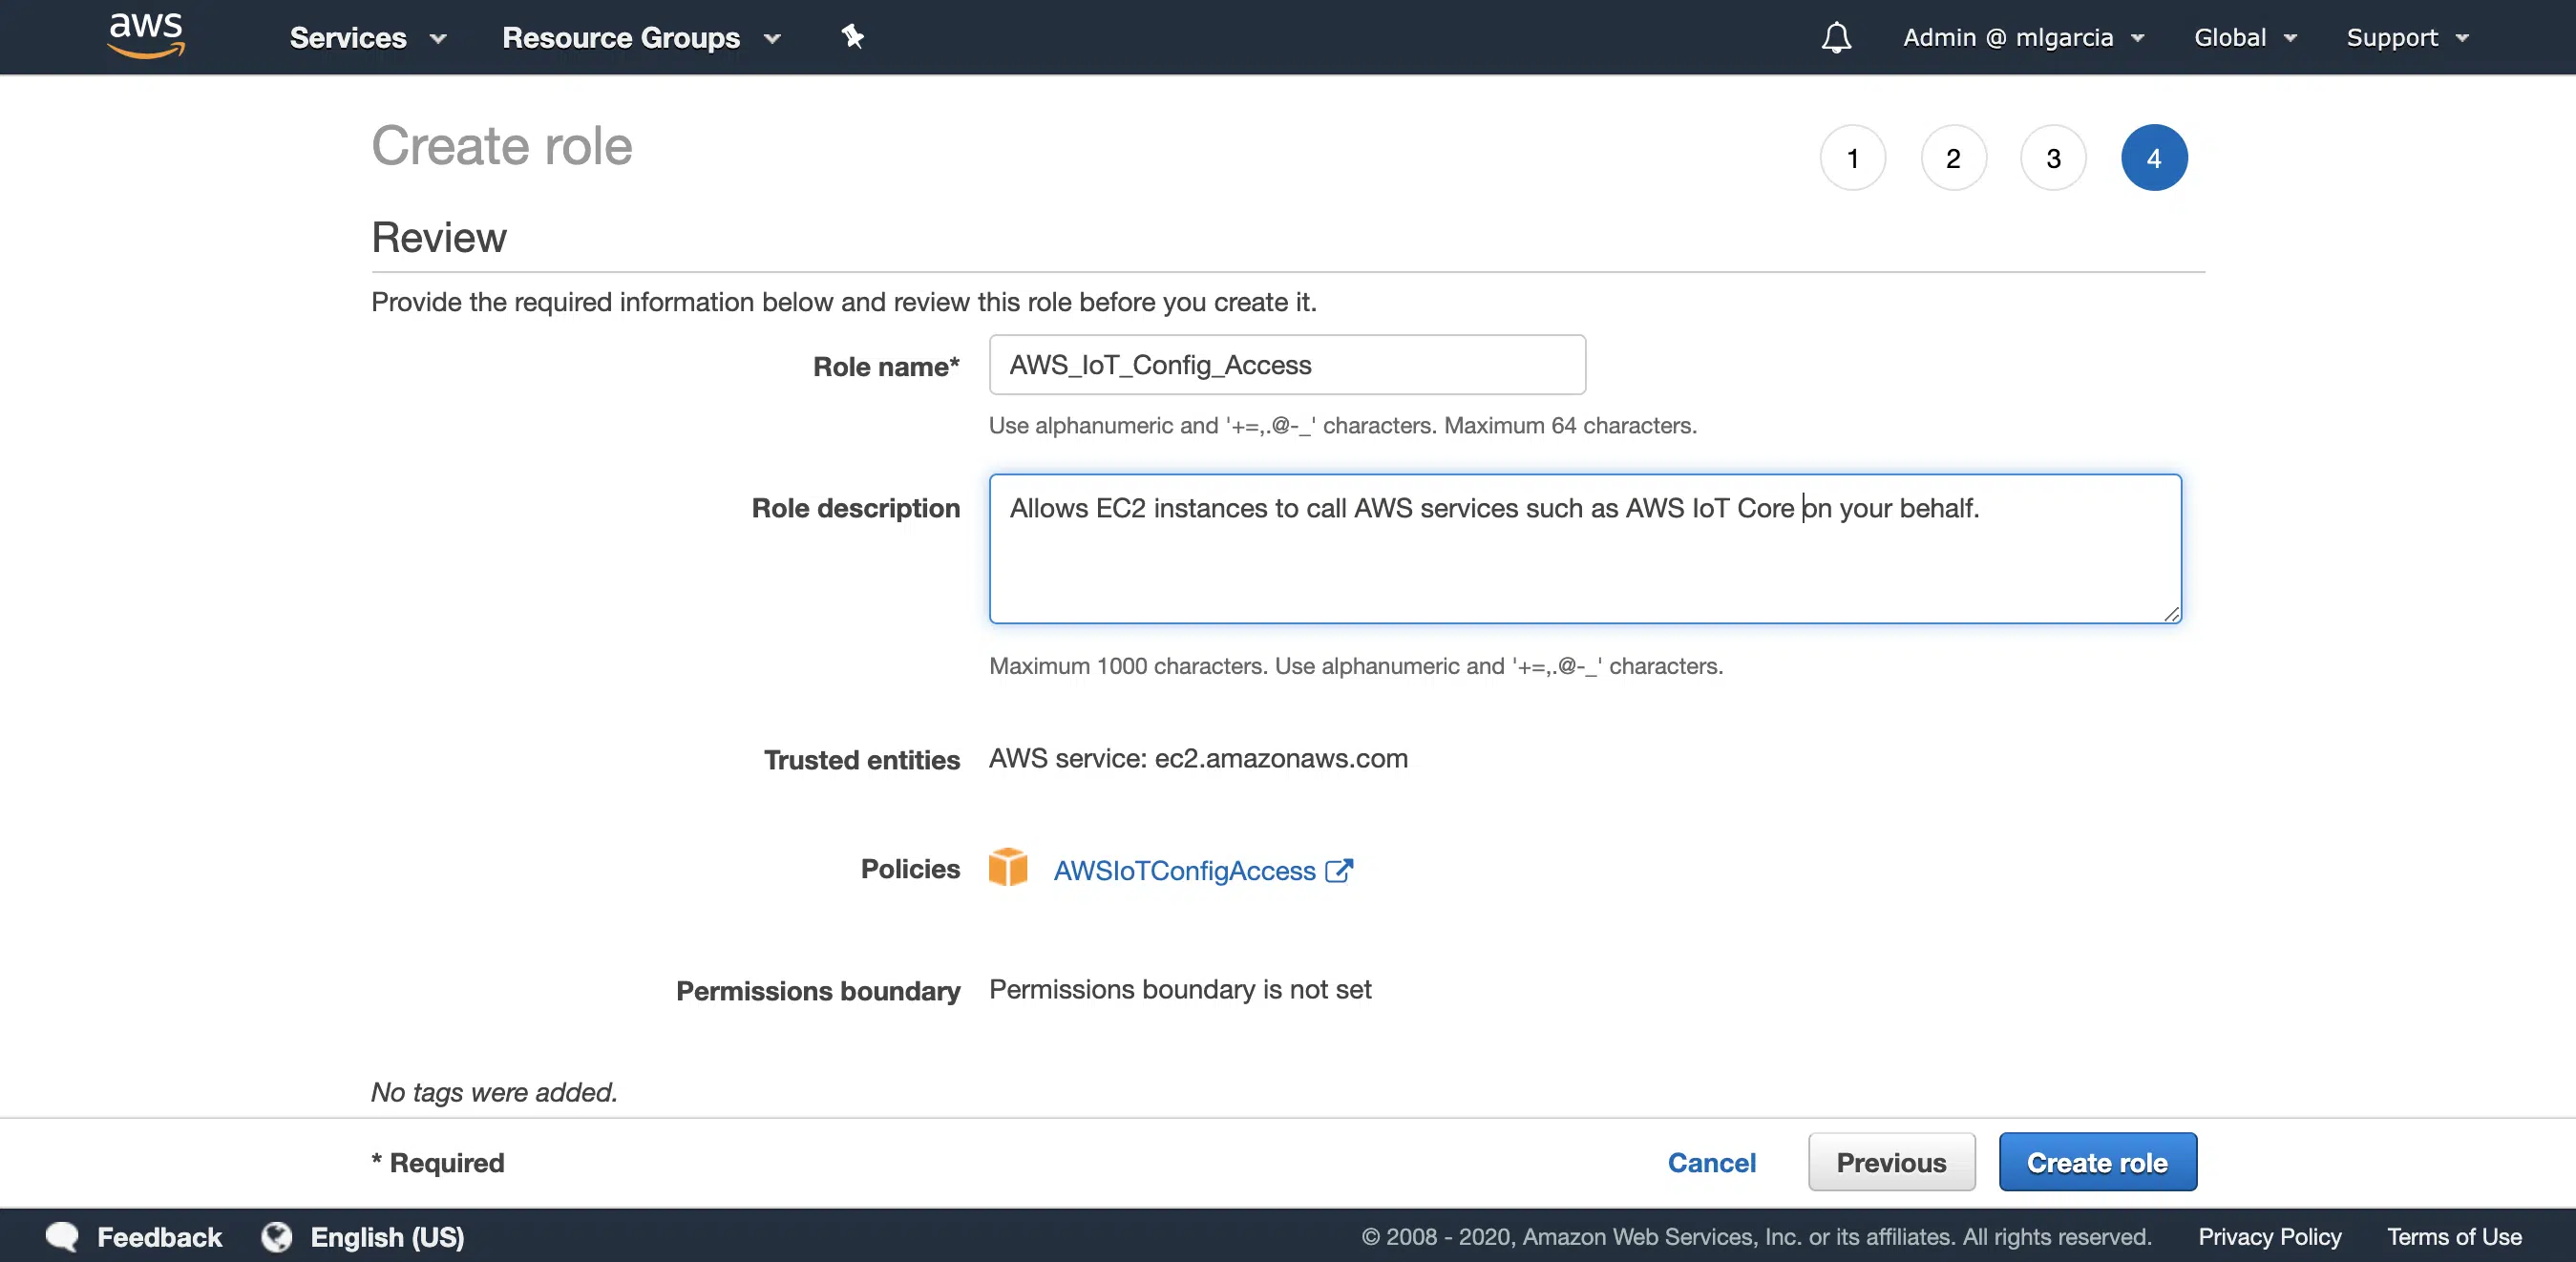 aws Services Resource Groups Admin @ mlgarcia Global Support
Create role 1 2 3 4
Review
Provide the required information below and review this role before you create it.
Role name* AWS_IoT_Config_Access
Use alphanumeric and '+=,.@-_' characters. Maximum 64 characters.
Role description Allows EC2 instances to call AWS services such as AWS IoT Core on your behalf.
Maximum 1000 characters. Use alphanumeric and '+=,.@-_' characters.
Trusted entities AWS service: ec2.amazonaws.com
Policies AWSIoTConfigAccess
Permissions boundary Permissions boundary is not set
No tags were added.
* Required Cancel Previous Create role
Feedback English (US) © 2008 - 2020, Amazon Web Services, Inc. or its affiliates. All rights reserved. Privacy Policy Terms of Use